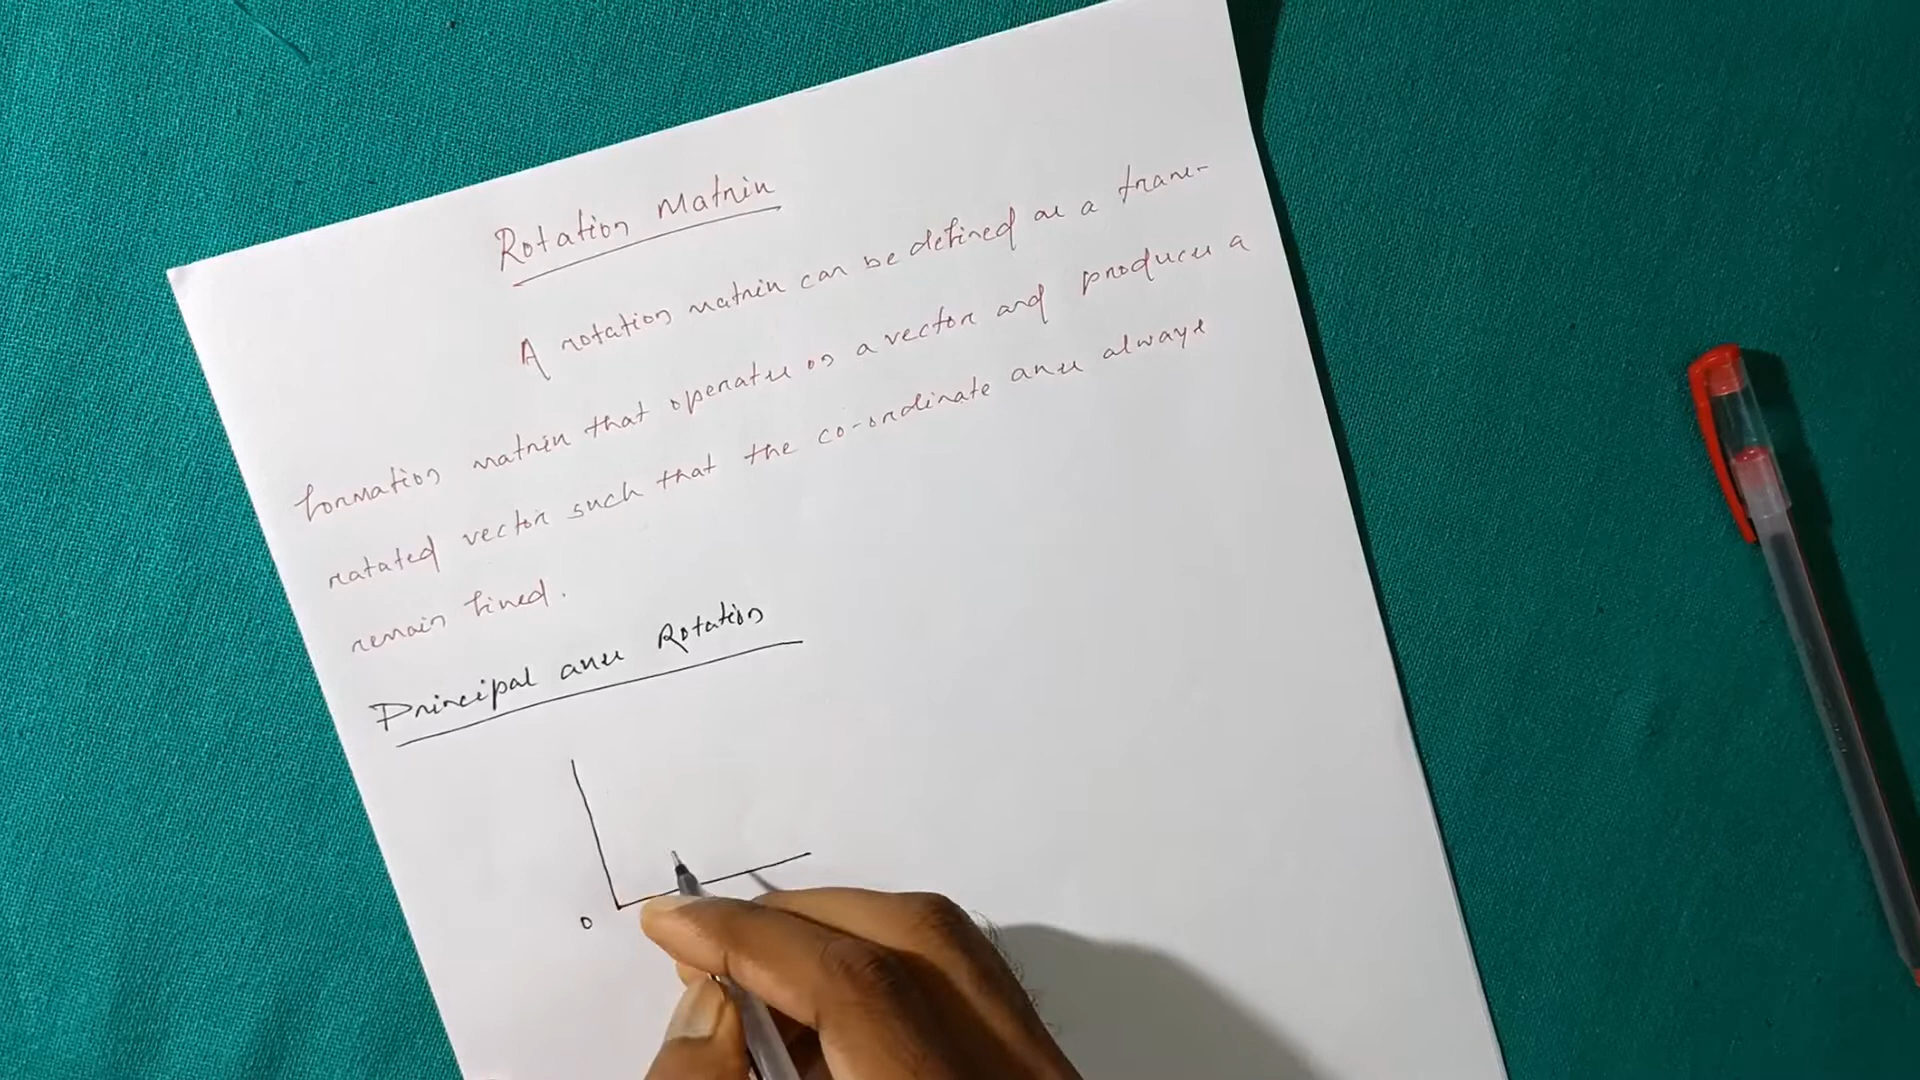 Rotation Matrix
A rotation matrix can be defined as a trans-
formation matrix that operates on a vector and produces a
rotated vector such that the co-ordinate axes always
remain fixed.
Principal axes Rotation
O